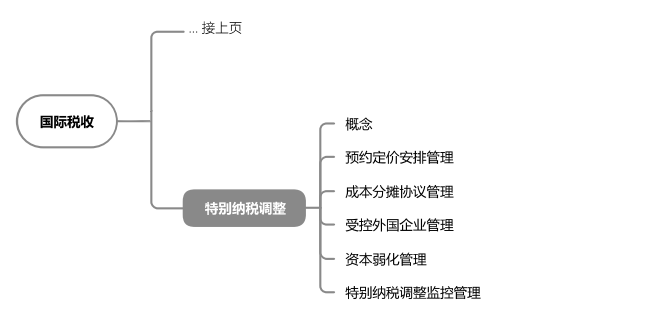 ... 接上页
国际税收
特别纳税调整
概念
预约定价安排管理
成本分摊协议管理
受控外国企业管理
资本弱化管理
特别纳税调整监控管理